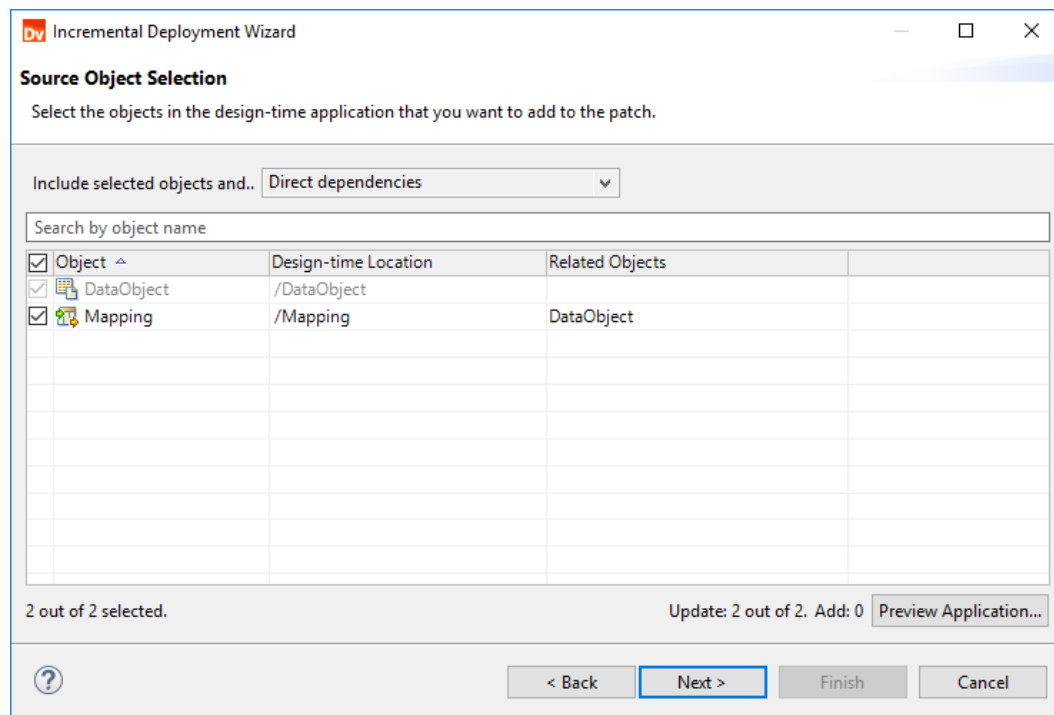 Dv Incremental Deployment Wizard
Source Object Selection
Select the objects in the design-time application that you want to add to the patch.
Include selected objects and.. Direct dependencies
Search by object name
Object Design-time Location Related Objects
DataObject /DataObject
Mapping /Mapping DataObject
2 out of 2 selected. Update: 2 out of 2. Add: 0 Preview Application...
? < Back Next > Finish Cancel